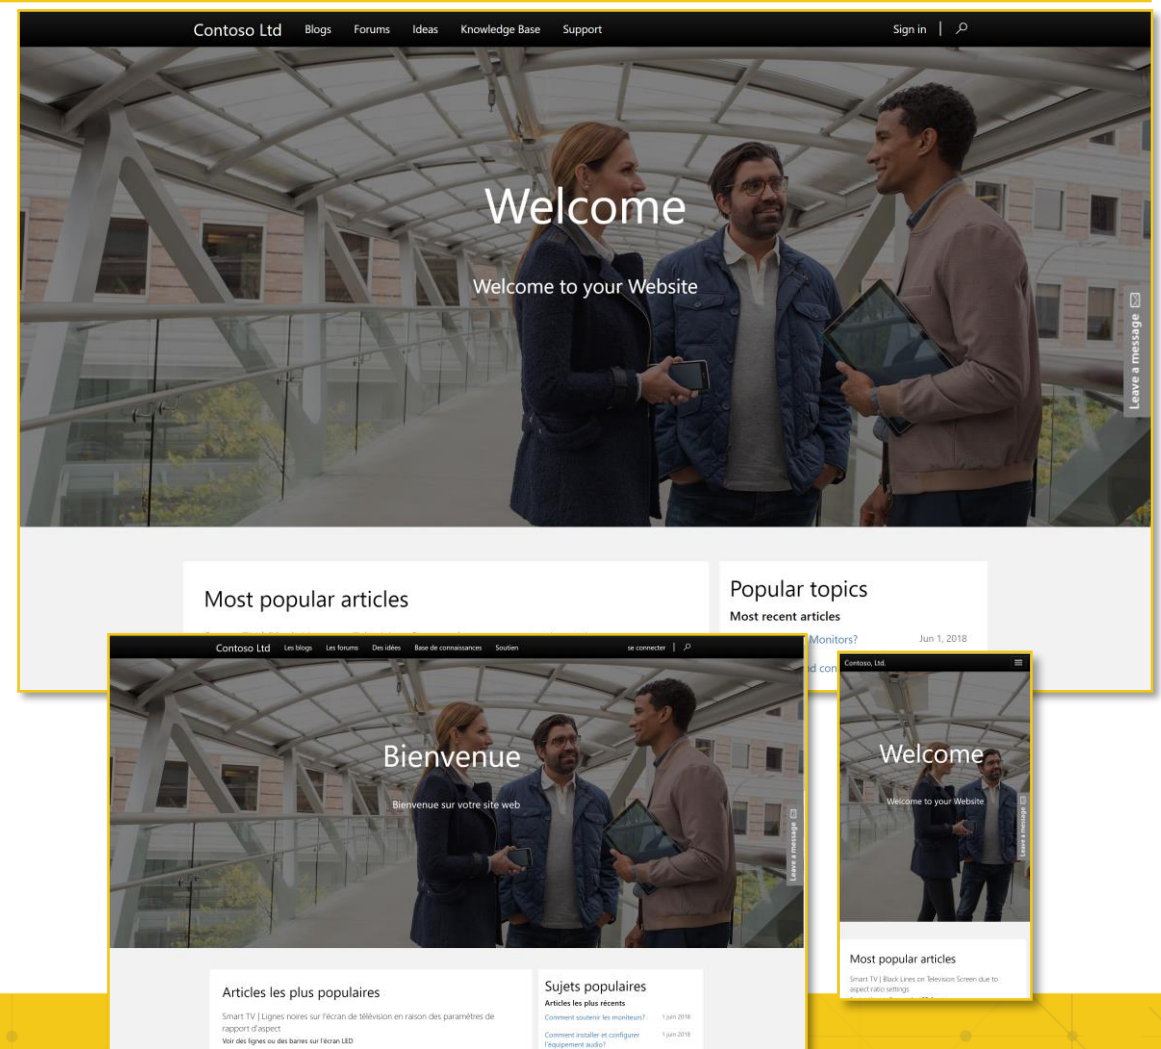 Contoso Ltd Blogs Forums Ideas Knowledge Base Support Sign in
Welcome
Welcome to your Website
Leave a message
Most popular articles
Popular topics
Most recent articles
Monitors? Jun 1, 2018
Contoso Ltd Les blogs Les forums Des idées Base de connaissances Soutien se connecter
Bienvenue
Bienvenue sur votre site web
Leave a message
Articles les plus populaires
Smart TV | Lignes noires sur l'écran de télévision en raison des paramètres de
rapport d'aspect
Voir des lignes ou des barres sur l'écran LED
Sujets populaires
Articles les plus récents
Comment soutenir les moniteurs? 1 juin 2018
Comment installer et configurer 1 juin 2018
l'équipement audio?
Contoso, Ltd.
Welcome
Welcome to your Website
Leave a message
Most popular articles
Smart TV | Black Lines on Television Screen due to
aspect ratio settings